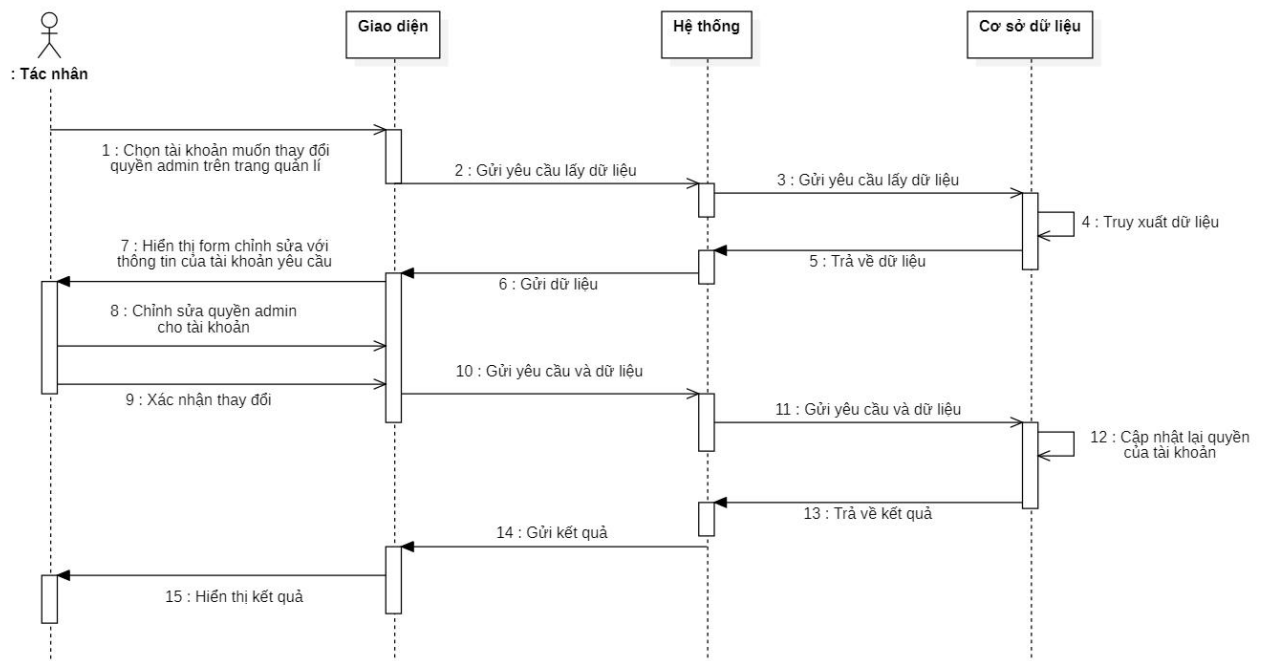 Giao diện
Hệ thống
Cơ sở dữ liệu
: Tác nhân
1 : Chọn tài khoản muốn thay đổi
quyền admin trên trang quản lí
2 : Gửi yêu cầu lấy dữ liệu
3 : Gửi yêu cầu lấy dữ liệu
4 : Truy xuất dữ liệu
5 : Trả về dữ liệu
6 : Gửi dữ liệu
7 : Hiển thị form chỉnh sửa với
thông tin của tài khoản yêu cầu
8 : Chỉnh sửa quyền admin
cho tài khoản
9 : Xác nhận thay đổi
10 : Gửi yêu cầu và dữ liệu
11 : Gửi yêu cầu và dữ liệu
12 : Cập nhật lại quyền
của tài khoản
13 : Trả về kết quả
14 : Gửi kết quả
15 : Hiển thị kết quả